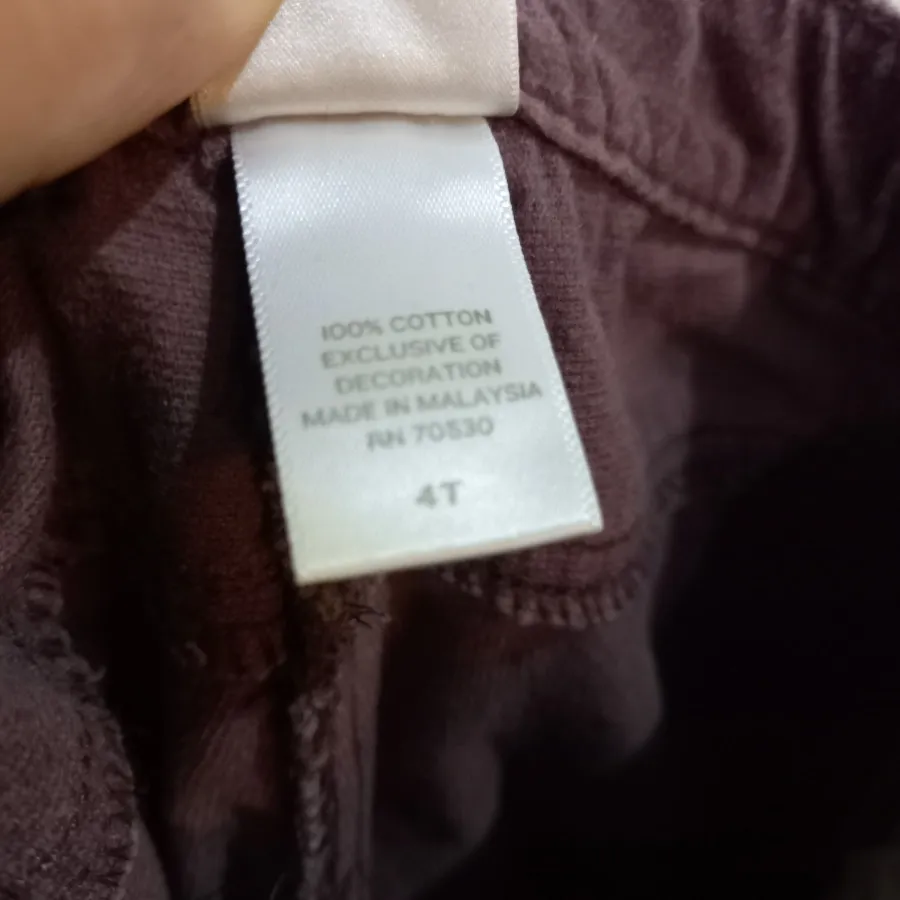 100% COTTON
EXCLUSIVE OF
DECORATION
MADE IN MALAYSIA
RN 70530
4T